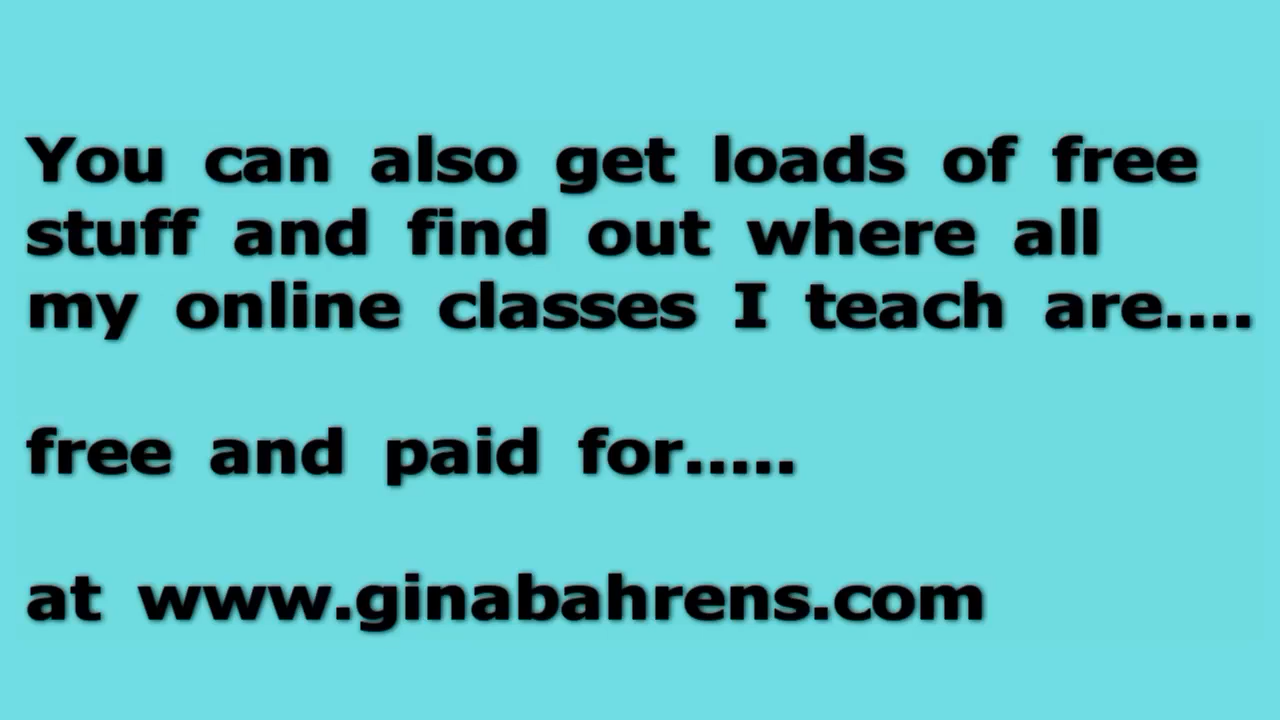 You can also get loads of free
stuff and find out where all
my online classes I teach are....
free and paid for.....
at www.ginabahrens.com